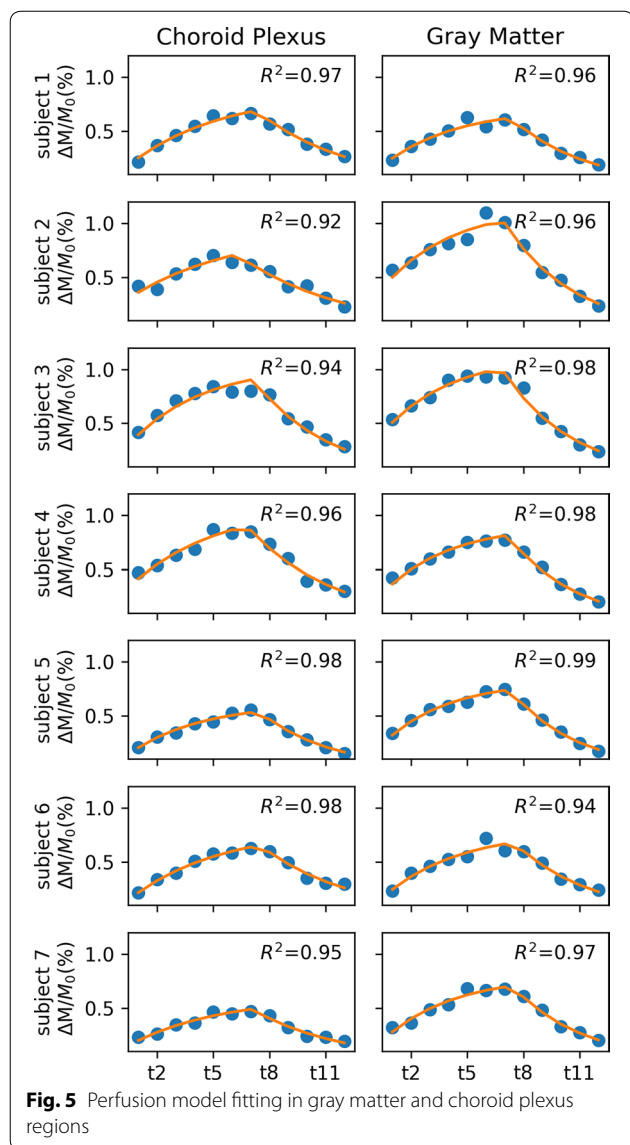 Choroid Plexus Gray Matter
subject 1
ΔM/M₀(%)
1.0
0.5
R²=0.97
R²=0.96
subject 2
ΔM/M₀(%)
1.0
0.5
R²=0.92
R²=0.96
subject 3
ΔM/M₀(%)
1.0
0.5
R²=0.94
R²=0.98
subject 4
ΔM/M₀(%)
1.0
0.5
R²=0.96
R²=0.98
subject 5
ΔM/M₀(%)
1.0
0.5
R²=0.98
R²=0.99
subject 6
ΔM/M₀(%)
1.0
0.5
R²=0.98
R²=0.94
subject 7
ΔM/M₀(%)
1.0
0.5
R²=0.95
R²=0.97
t2 t5 t8 t11 t2 t5 t8 t11
Fig. 5 Perfusion model fitting in gray matter and choroid plexus
regions